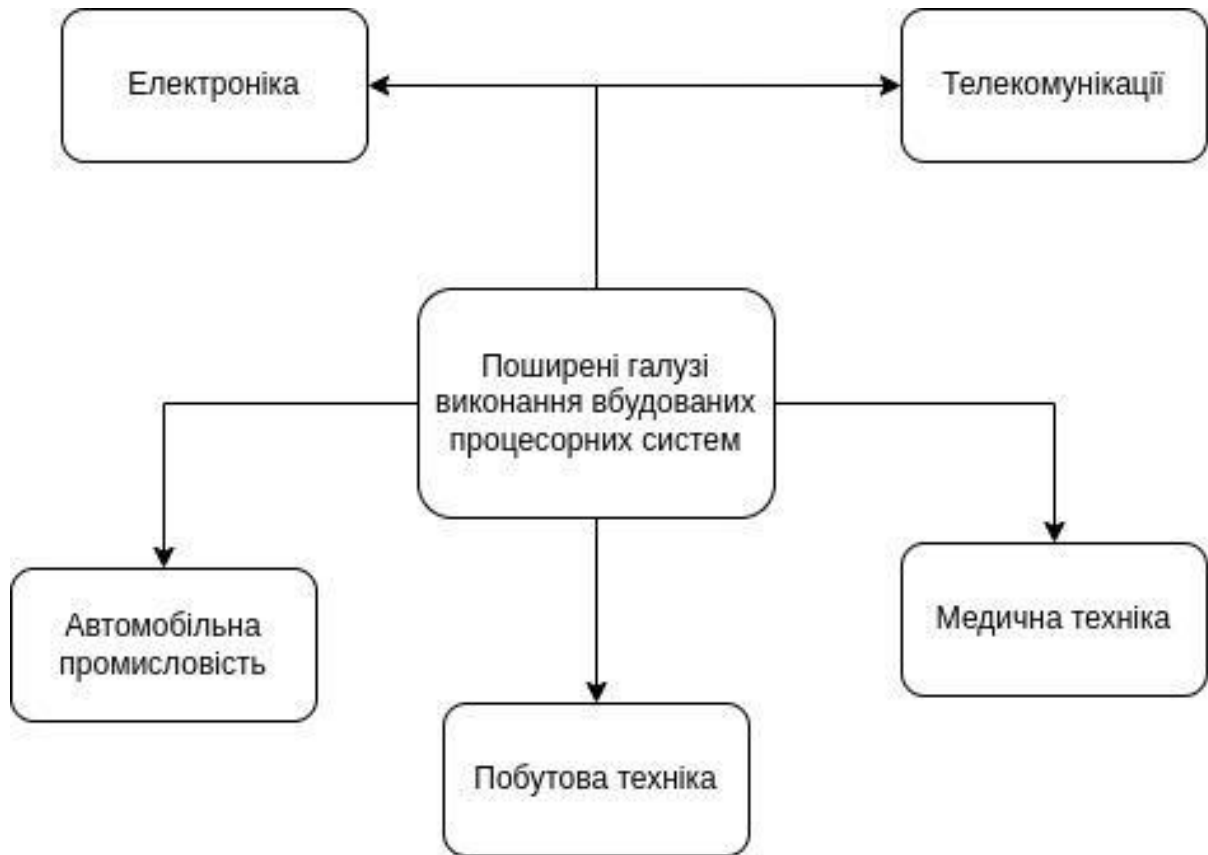 Електроніка
Телекомунікації
Поширені галузі
виконання вбудованих
процесорних систем
Автомобільна
промисловість
Медична техніка
Побутова техніка